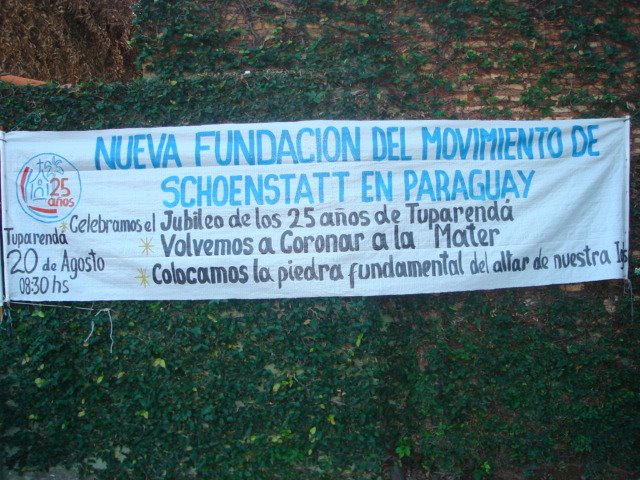 NUEVA FUNDACION DEL MOVIMIENTO DE
SCHOENSTATT EN PARAGUAY
25
años
Celebramos el Jubileo de los 25 años de Tuparendá
Volvemos a Coronar a la Mater
Colocamos la piedra fundamental del altar de nuestra
Tuparendá
20 de Agosto
08:30 hs